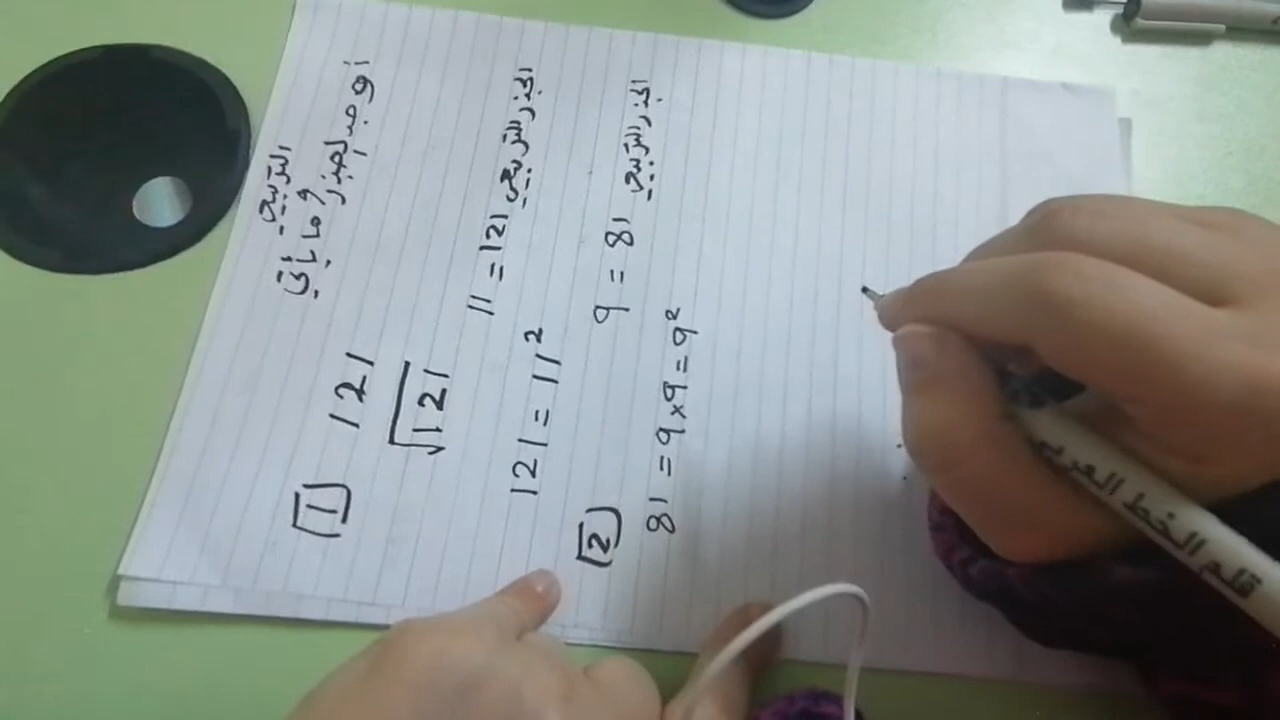 أوجد الجذر التربيعي
لما يأتي
1 121
√121
الجذر التربيعي 121 = 11
121 = 11²
2
الجذر التربيعي 81 = 9
81 = 9×9 = 9²
قلم الخط العربي